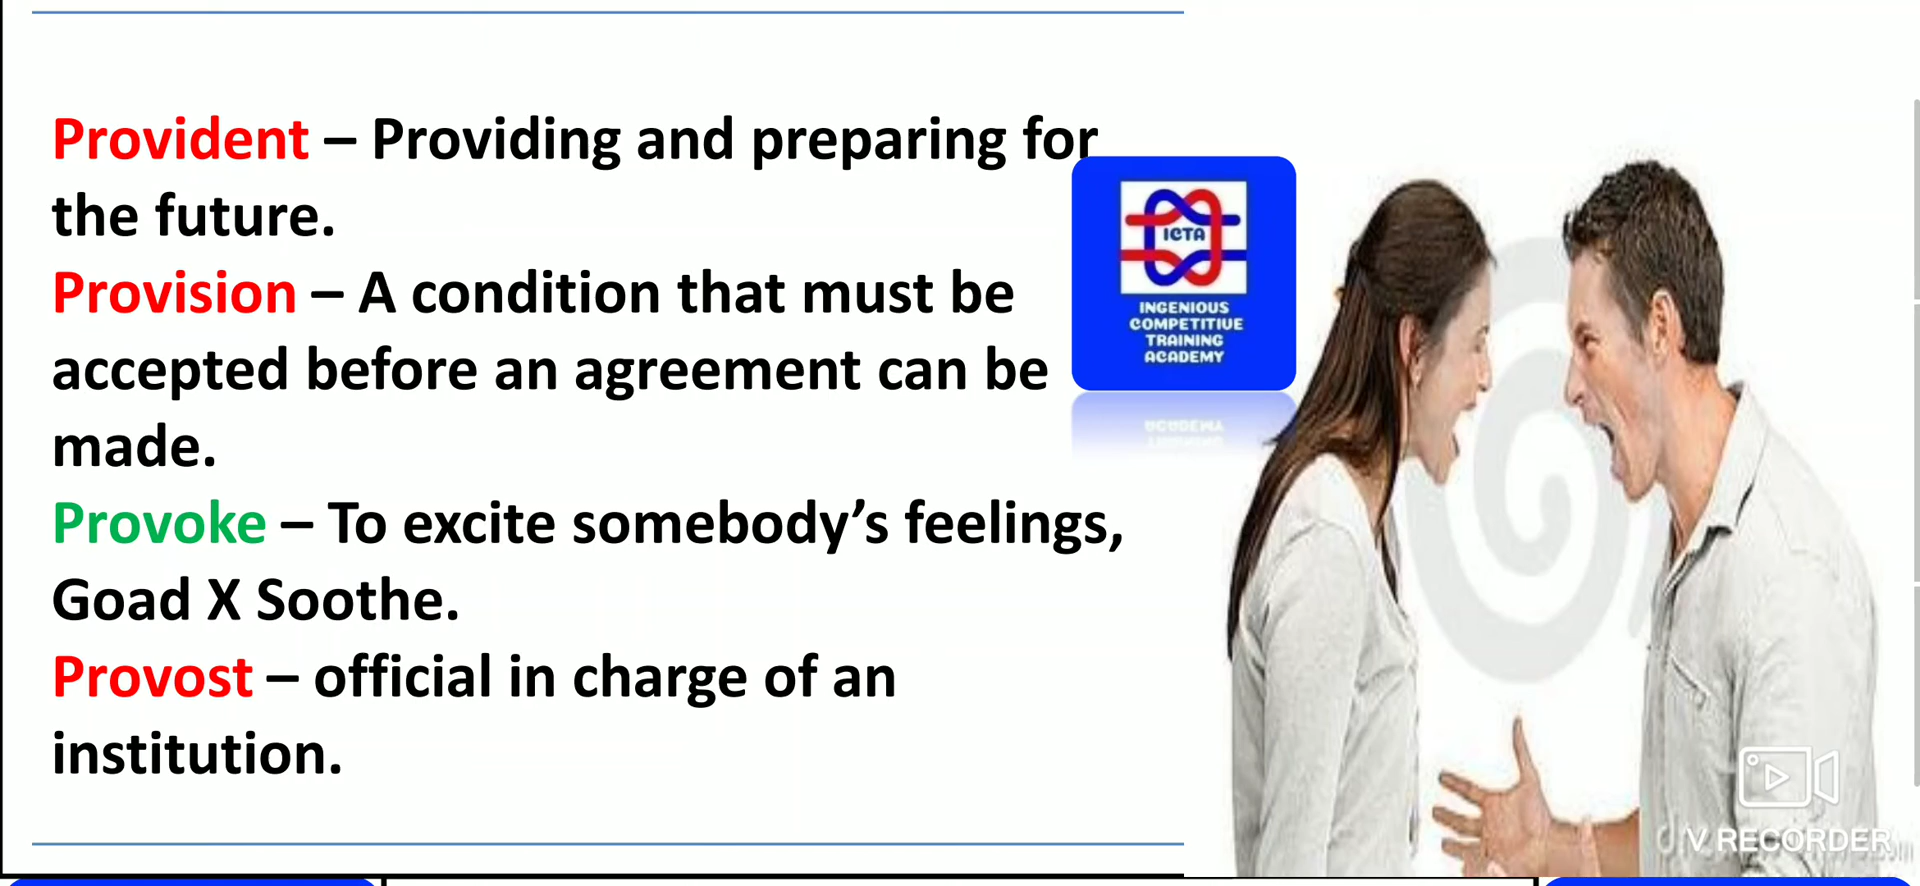 Provident – Providing and preparing for
the future.
Provision – A condition that must be
accepted before an agreement can be
made.
Provoke – To excite somebody’s feelings,
Goad X Soothe.
Provost – official in charge of an
institution.
ICTA
INGENIOUS
COMPETITIUE
TRAINING
ACADEMY
V RECORDER